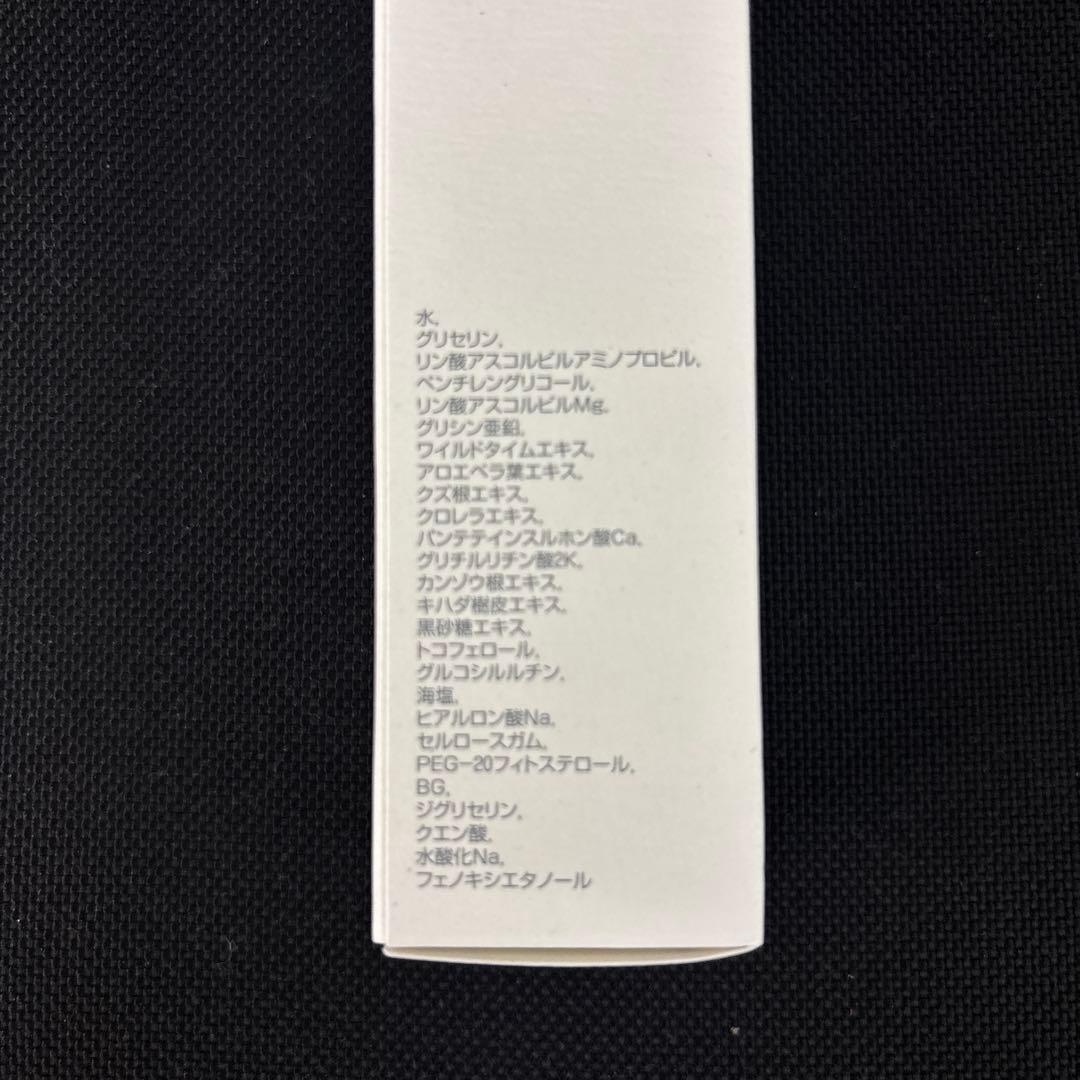 水,
グリセリン,
リン酸アスコルビルアミノプロピル,
ペンチレングリコール,
リン酸アスコルビルMg,
グリシン亜鉛,
ワイルドタイムエキス,
アロエベラ葉エキス,
クズ根エキス,
クロレラエキス,
パンテテインスルホン酸Ca,
グリチルリチン酸2K,
カンゾウ根エキス,
キハダ樹皮エキス,
黒砂糖エキス,
トコフェロール,
グルコシルルチン,
海塩,
ヒアルロン酸Na,
セルロースガム,
PEG-20フィトステロール,
BG,
ジグリセリン,
クエン酸,
水酸化Na,
フェノキシエタノール